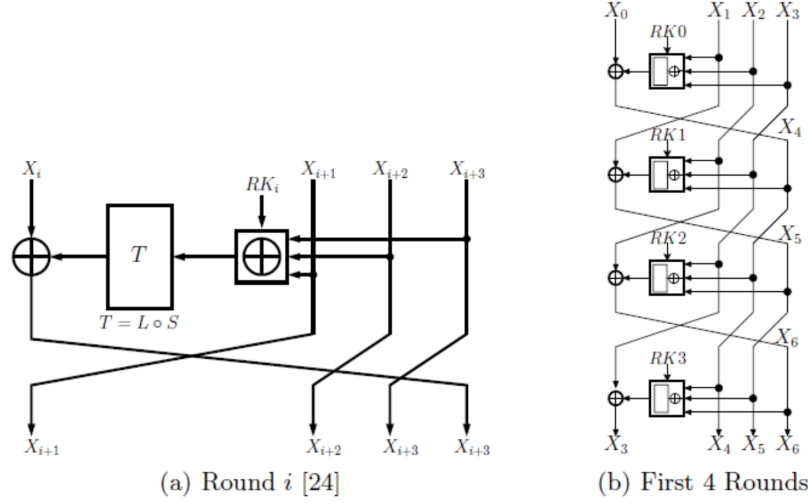 X_0 X_1 X_2 X_3
RK0
X_4
RK1
X_5
RK2
X_6
RK3
X_3 X_4 X_5 X_6
(b) First 4 Rounds
X_i X_{i+1} X_{i+2} X_{i+3}
RK_i
T
T = L ∘ S
X_{i+1} X_{i+2} X_{i+3} X_{i+3}
(a) Round i [24]